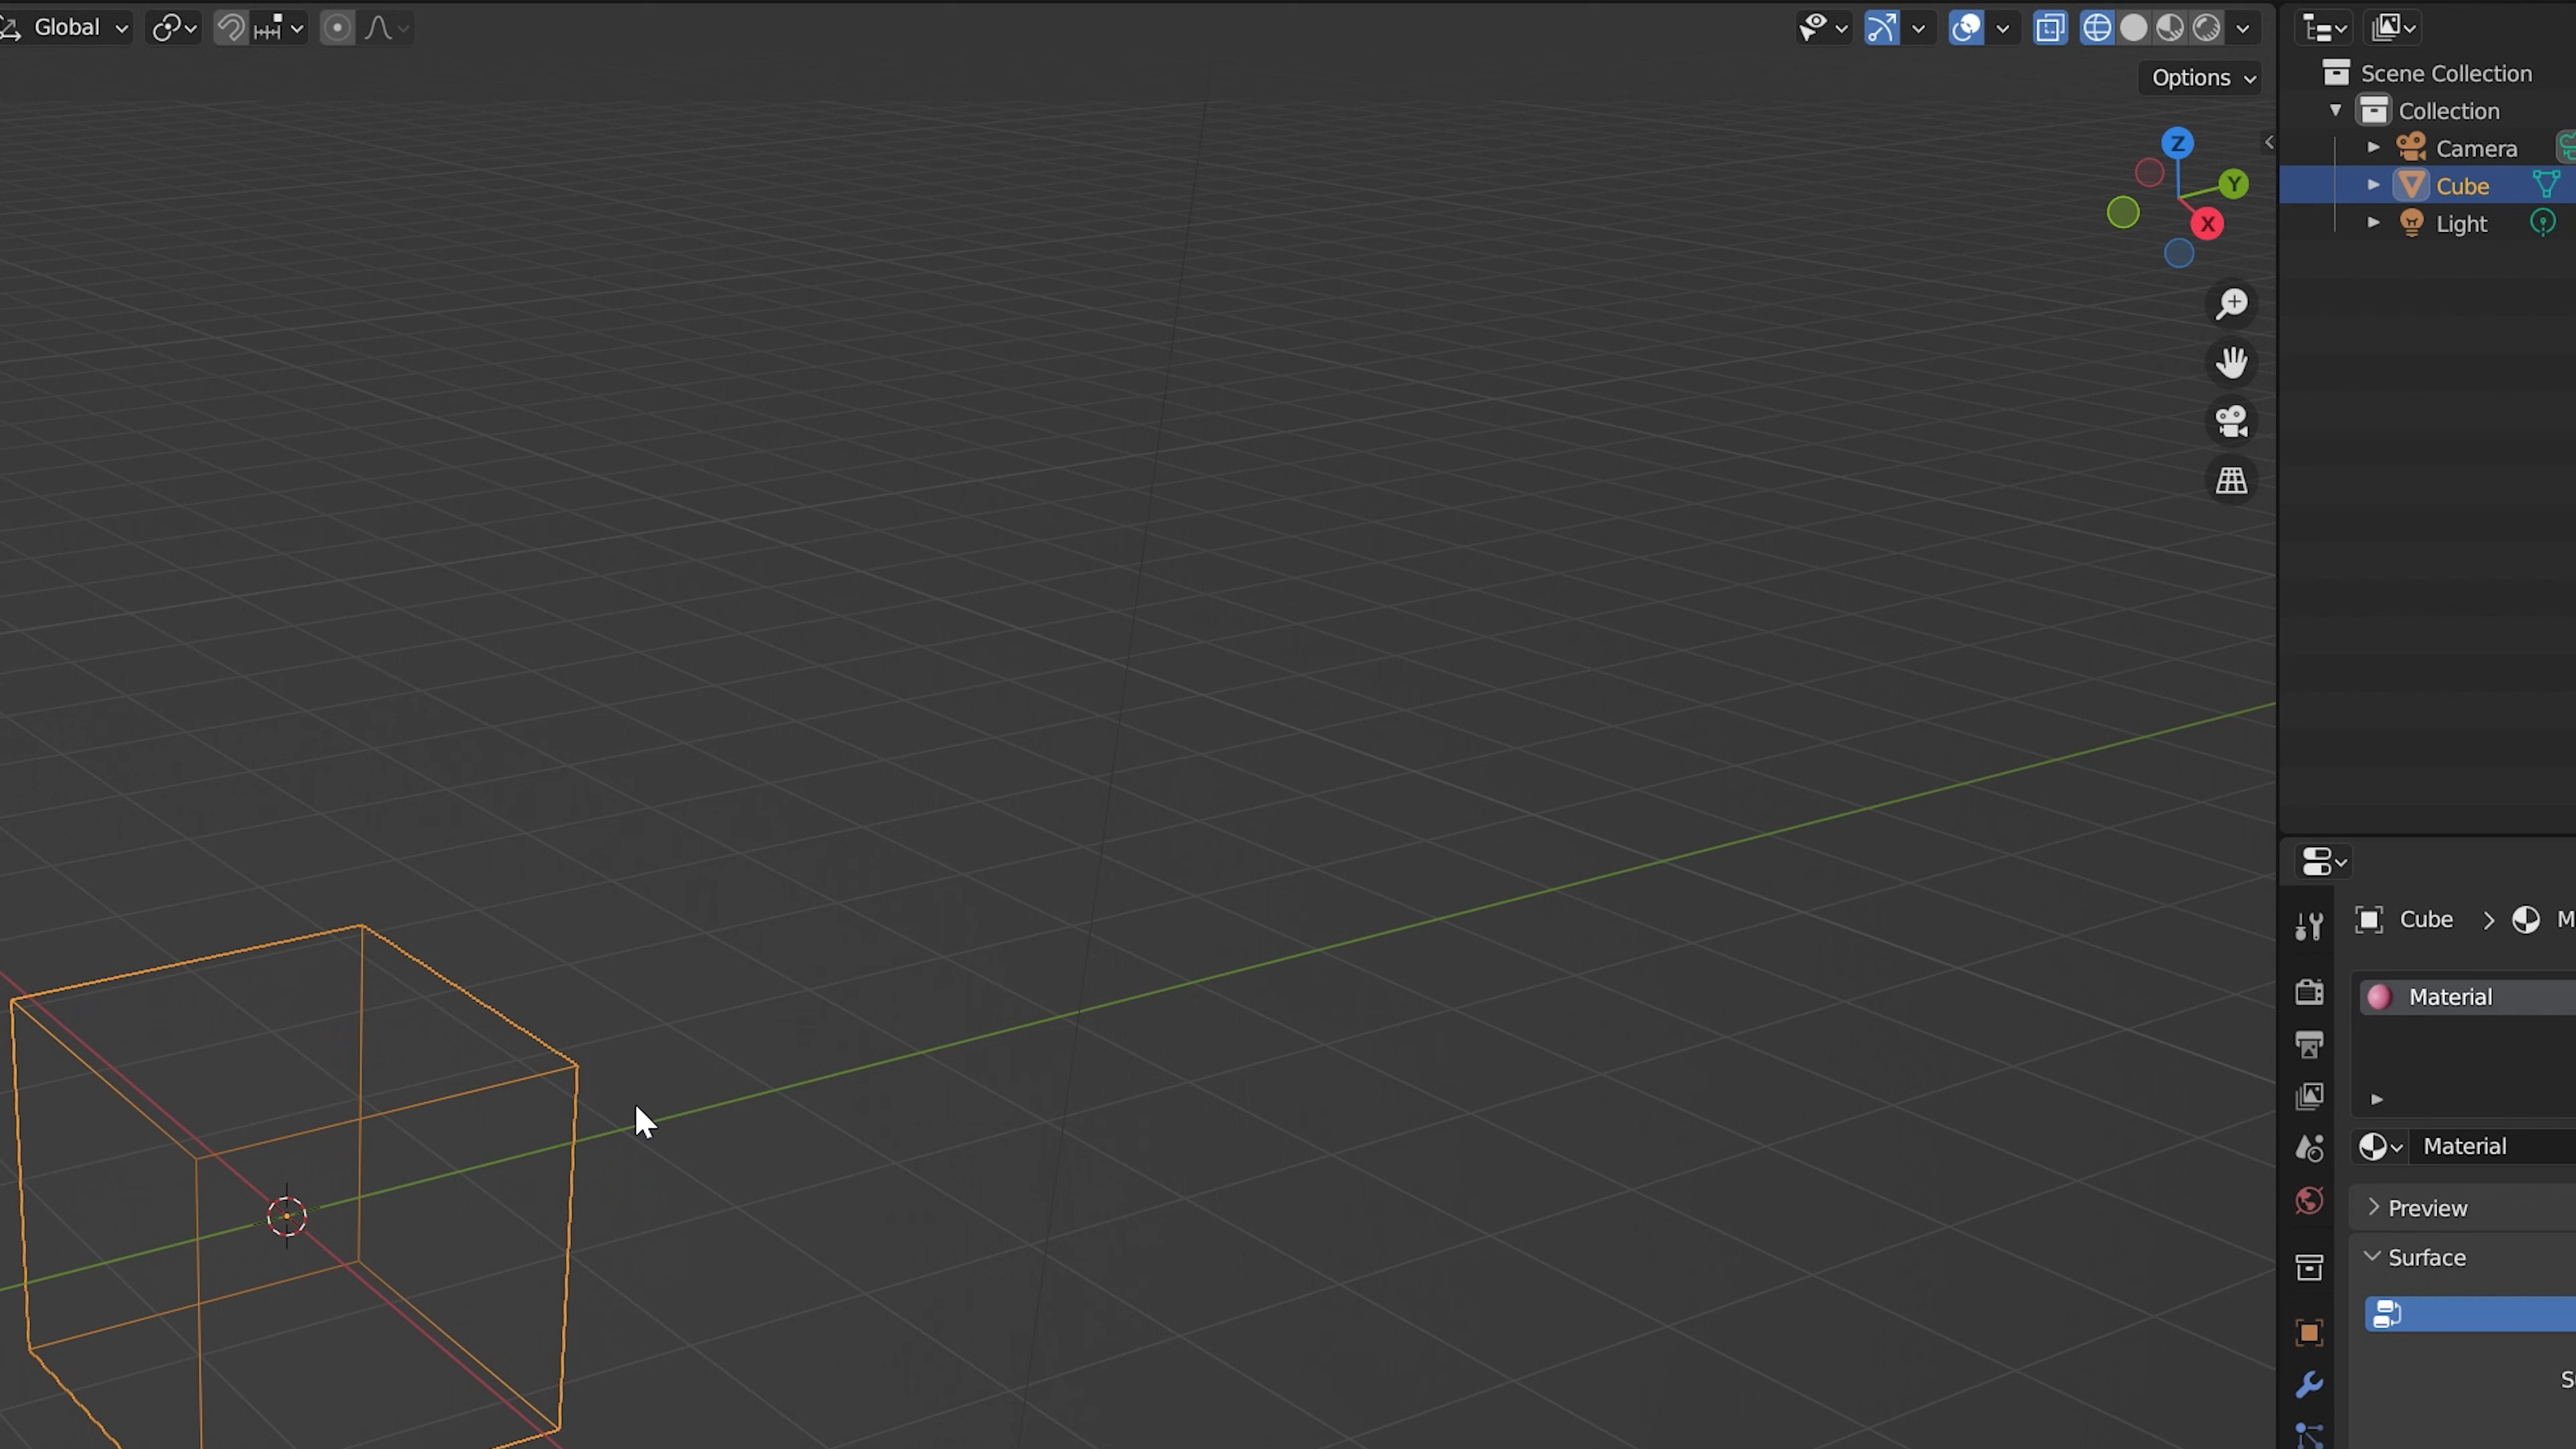 Global
Options
Scene Collection
Collection
Camera
Cube
Light
Z
Y
X
Cube
M
Material
Material
Preview
Surface
S